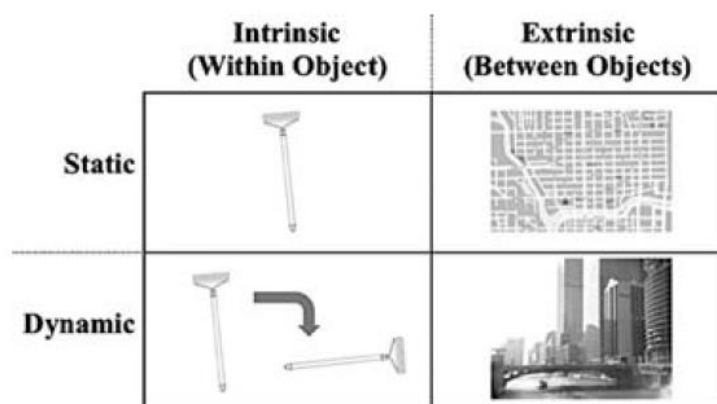 Intrinsic
(Within Object)
Extrinsic
(Between Objects)
Static
Dynamic